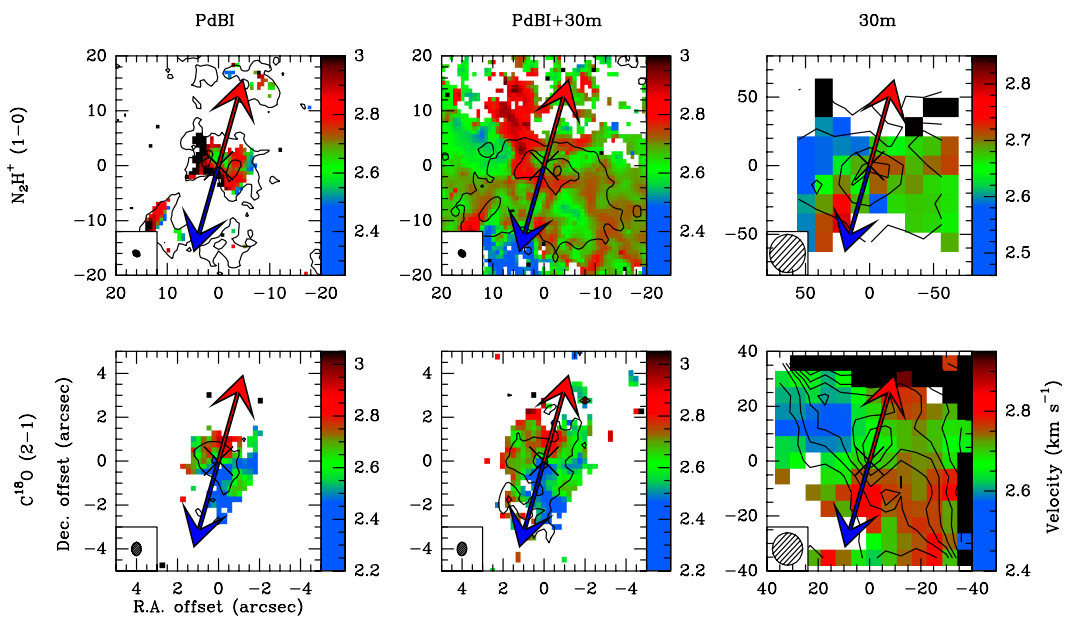 PdBI PdBI+30m 30m
N₂H⁺ (1−0)
20 10 0 −10 −20
20 10 0 −10 −20
3 2.8 2.6 2.4
20 10 0 −10 −20
20 10 0 −10 −20
3 2.8 2.6 2.4
50 0 −50
50 0 −50
2.8 2.7 2.6 2.5
C¹⁸O (2−1)
Dec. offset (arcsec)
4 2 0 −2 −4
4 2 0 −2 −4
R.A. offset (arcsec)
3 2.8 2.6 2.4 2.2
4 2 0 −2 −4
4 2 0 −2 −4
3 2.8 2.6 2.4 2.2
40 20 0 −20 −40
40 20 0 −20
2.8 2.6 2.4
Velocity (km s⁻¹)